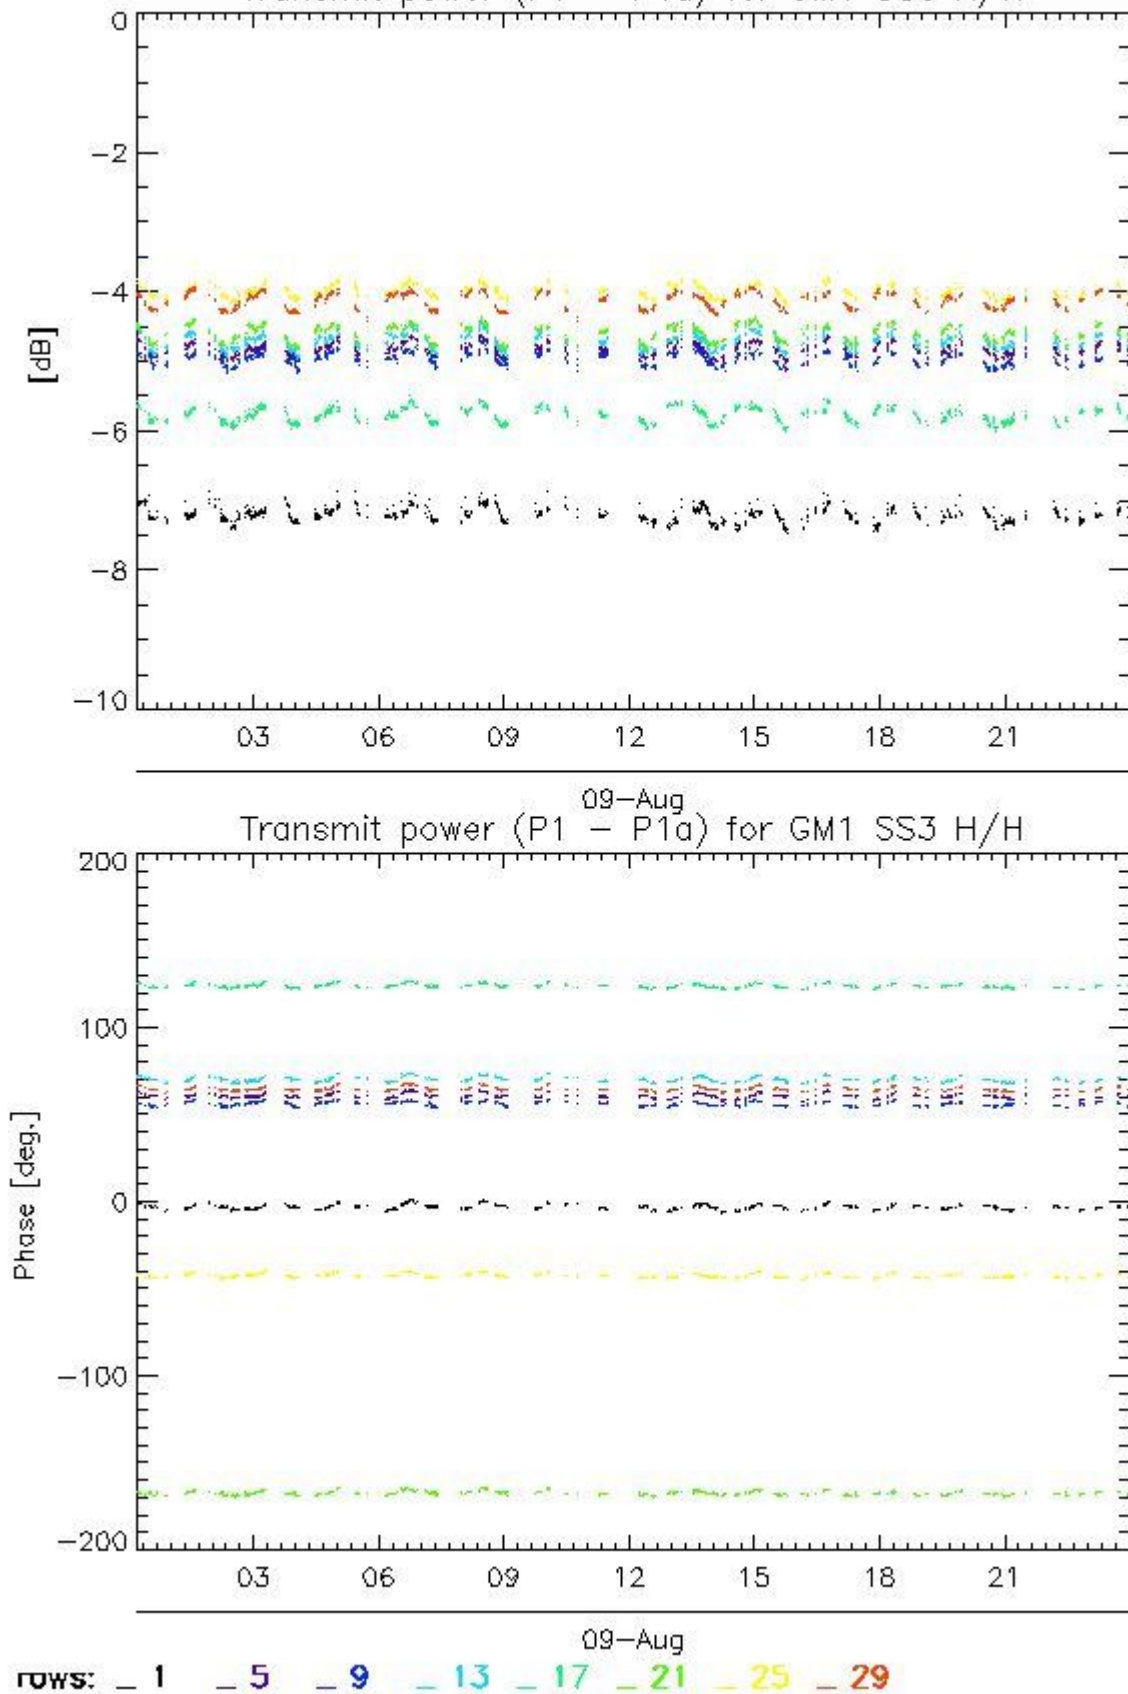 0
−2
−4
[dB]
−6
−8
−10
03 06 09 12 15 18 21
09−Aug
Transmit power (P1 − P1a) for GM1 SS3 H/H
200
100
0
Phase [deg.]
−100
−200
03 06 09 12 15 18 21
09−Aug
rows: _ 1 _ 5 _ 9 _ 13 _ 17 _ 21 _ 25 _ 29